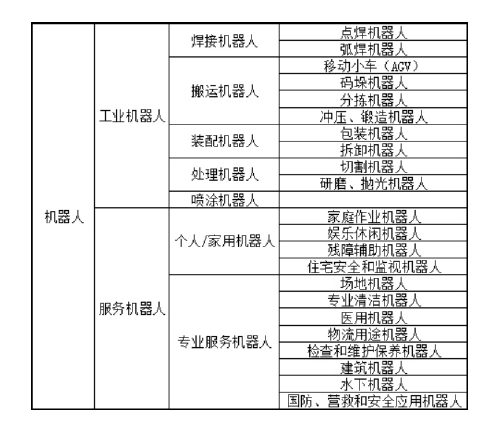 机器人
工业机器人
焊接机器人
点焊机器人
弧焊机器人
搬运机器人
移动小车（AGV）
码垛机器人
分拣机器人
冲压、锻造机器人
装配机器人
包装机器人
拆卸机器人
处理机器人
切割机器人
研磨、抛光机器人
喷涂机器人
服务机器人
个人/家用机器人
家庭作业机器人
娱乐休闲机器人
残障辅助机器人
住宅安全和监视机器人
专业服务机器人
场地机器人
专业清洁机器人
医用机器人
物流用途机器人
检查和维护保养机器人
建筑机器人
水下机器人
国防、营救和安全应用机器人